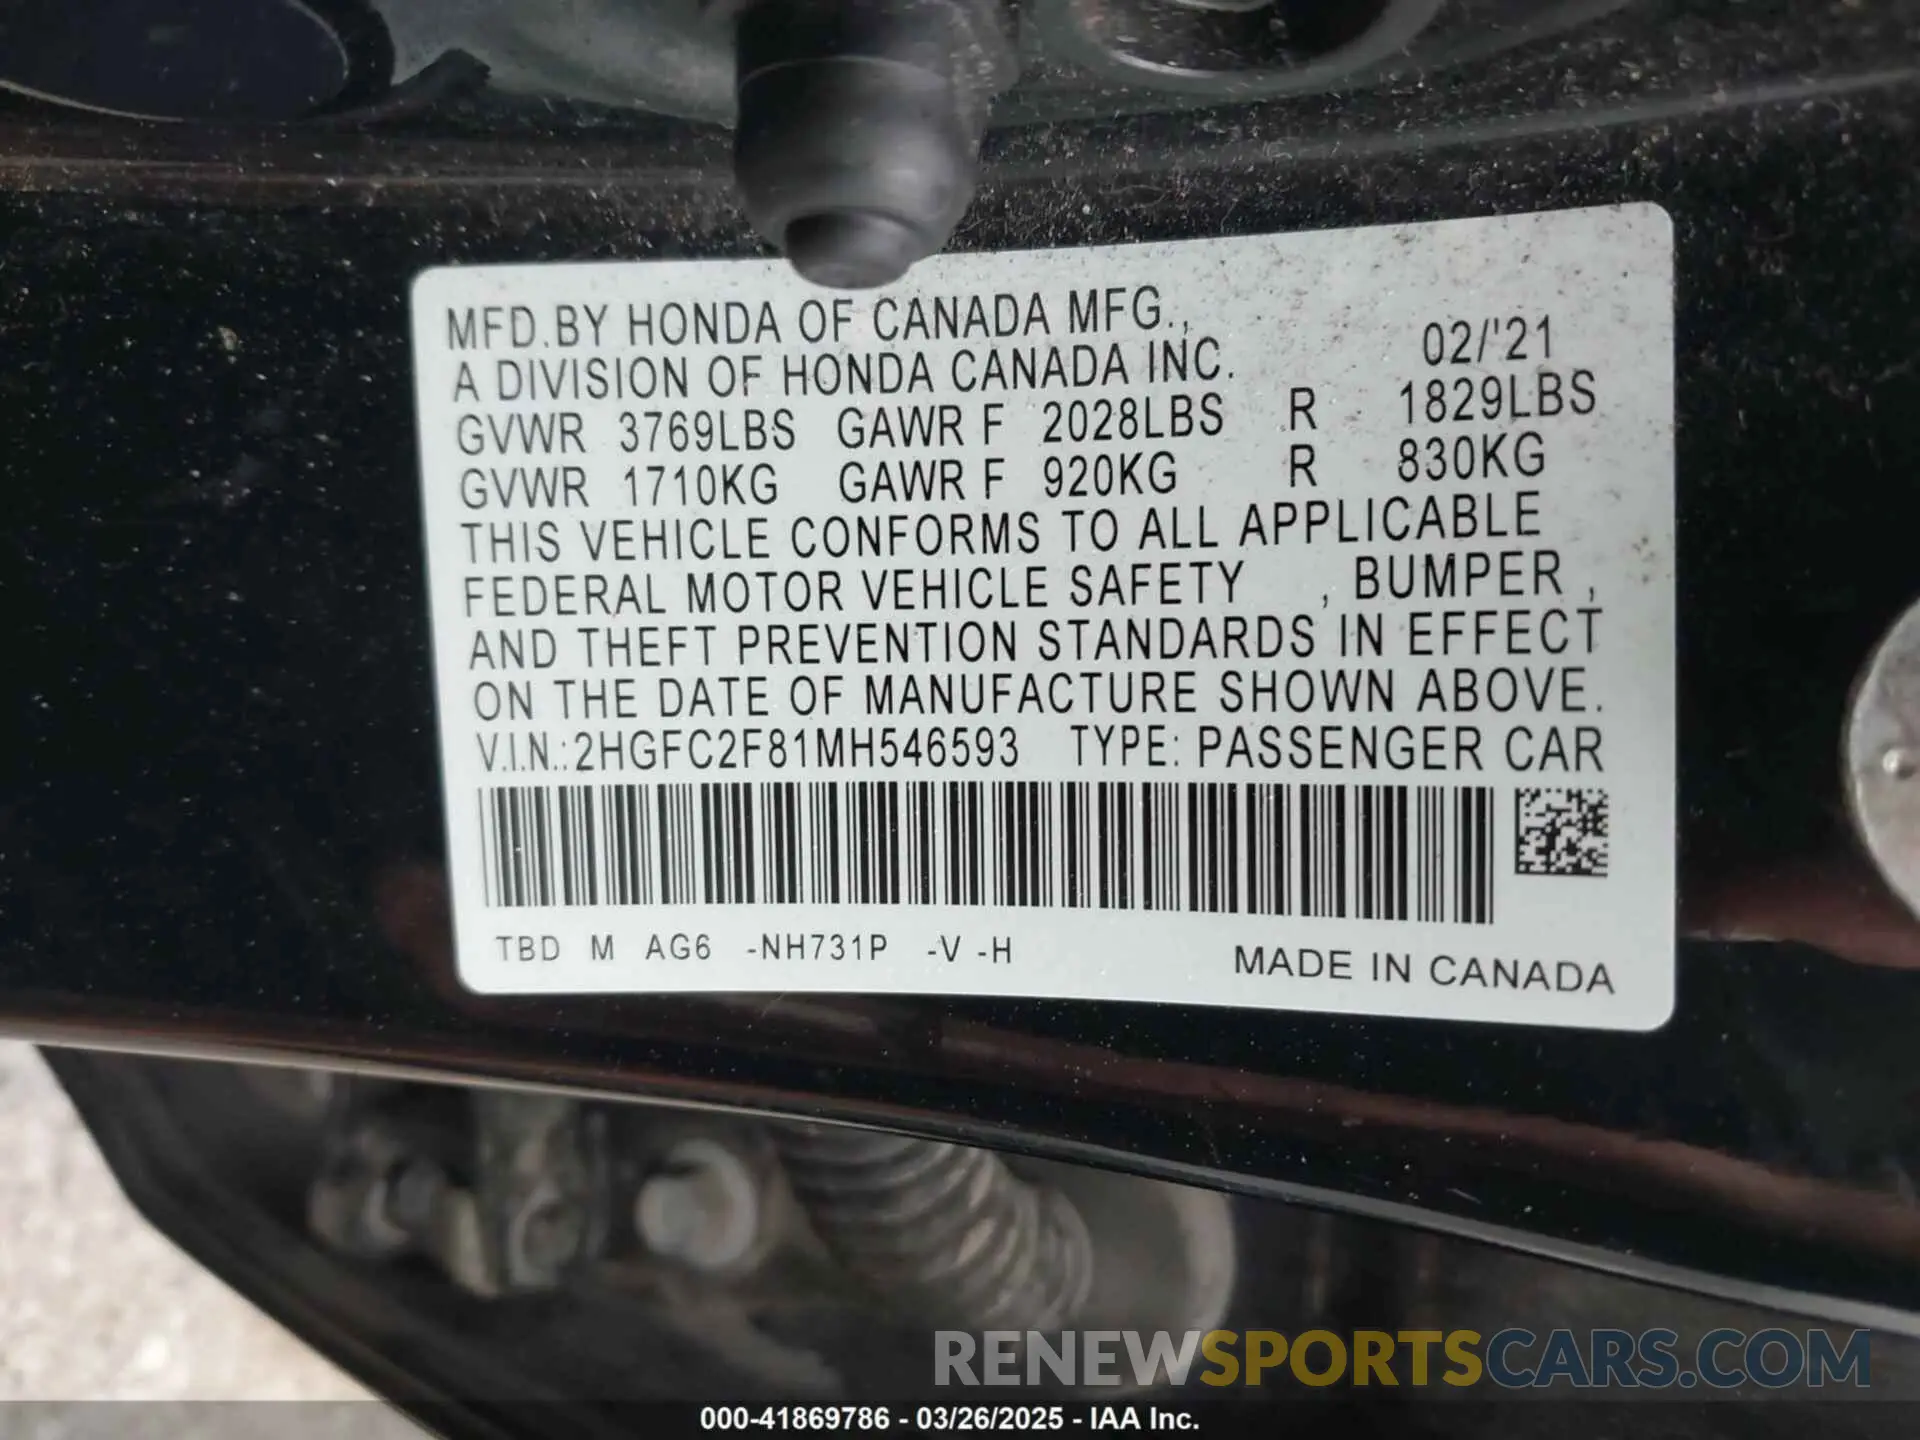 MFD.BY HONDA OF CANADA MFG.,
A DIVISION OF HONDA CANADA INC. 02/'21
GVWR 3769LBS GAWR F 2028LBS R 1829LBS
GVWR 1710KG GAWR F 920KG R 830KG
THIS VEHICLE CONFORMS TO ALL APPLICABLE
FEDERAL MOTOR VEHICLE SAFETY , BUMPER ,
AND THEFT PREVENTION STANDARDS IN EFFECT
ON THE DATE OF MANUFACTURE SHOWN ABOVE.
V.I.N.:2HGFC2F81MH546593 TYPE: PASSENGER CAR
TBD M AG6 -NH731P -V -H MADE IN CANADA
RENEWSPORTSCARS.COM
000-41869786 - 03/26/2025 - IAA Inc.